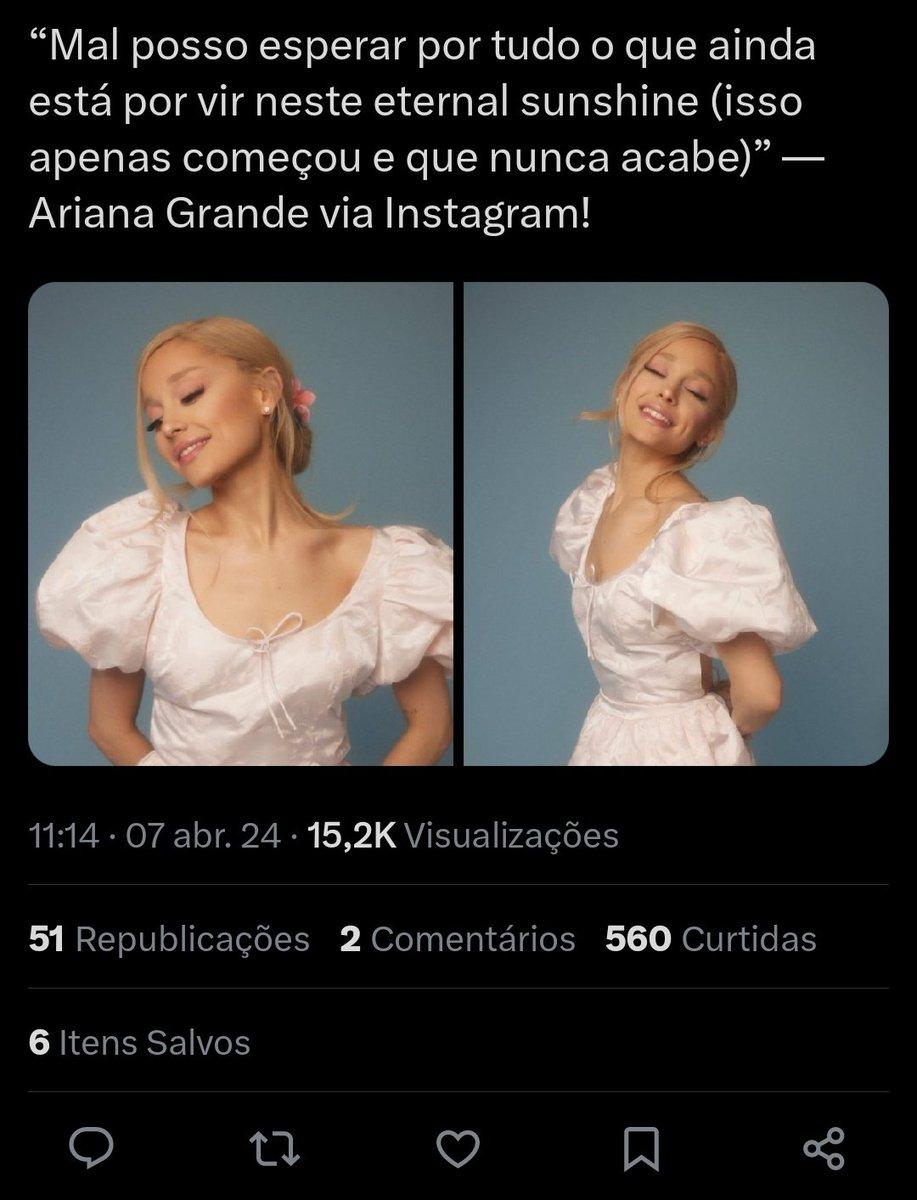 “Mal posso esperar por tudo o que ainda
está por vir neste eternal sunshine (isso
apenas começou e que nunca acabe)” —
Ariana Grande via Instagram!
11:14 · 07 abr. 24 · 15,2K Visualizações
51 Republicações 2 Comentários 560 Curtidas
6 Itens Salvos